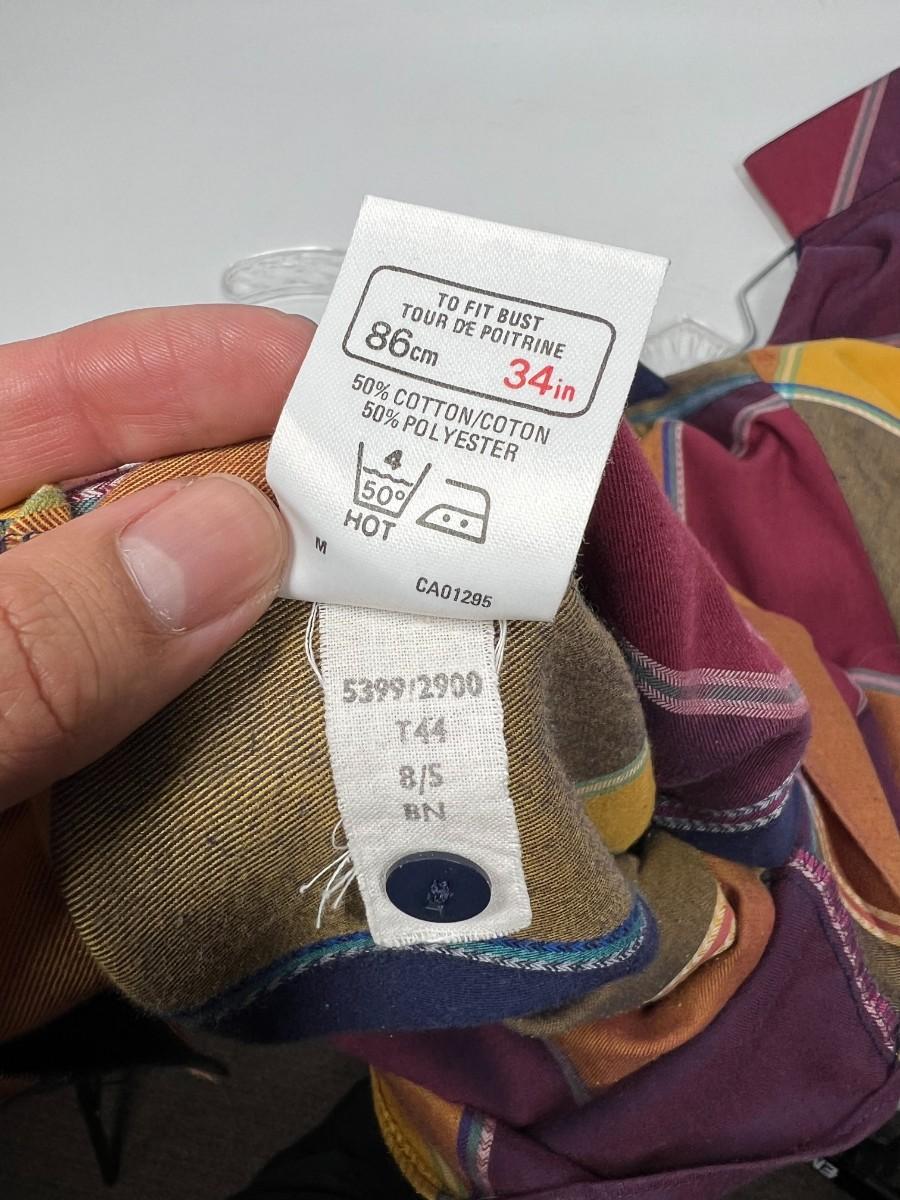 TO FIT BUST
TOUR DE POITRINE
86cm 34in
50% COTTON/COTON
50% POLYESTER
4
50°
HOT
M
CA01295
5399/2900
T44
8/5
BN